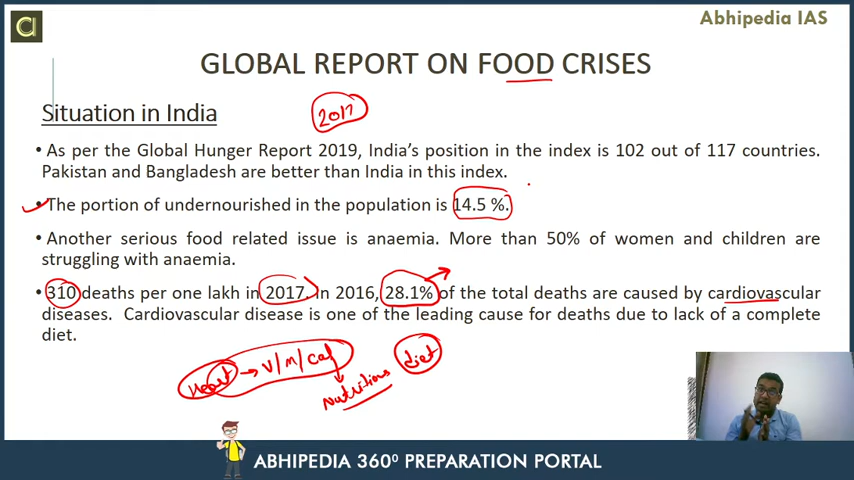 Abhipedia IAS
a
GLOBAL REPORT ON FOOD CRISES
Situation in India
2017
• As per the Global Hunger Report 2019, India's position in the index is 102 out of 117 countries.
Pakistan and Bangladesh are better than India in this index.
• The portion of undernourished in the population is 14.5 %.
• Another serious food related issue is anaemia. More than 50% of women and children are
struggling with anaemia.
• 310 deaths per one lakh in 2017. In 2016, 28.1% of the total deaths are caused by cardiovascular
diseases. Cardiovascular disease is one of the leading cause for deaths due to lack of a complete
diet.
Heart → V/M/Cal diet
Nutritious
ABHIPEDIA 360⁰ PREPARATION PORTAL